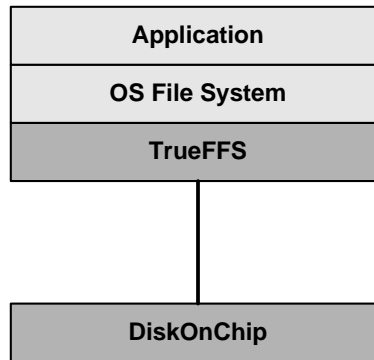 Application
OS File System
TrueFFS
DiskOnChip